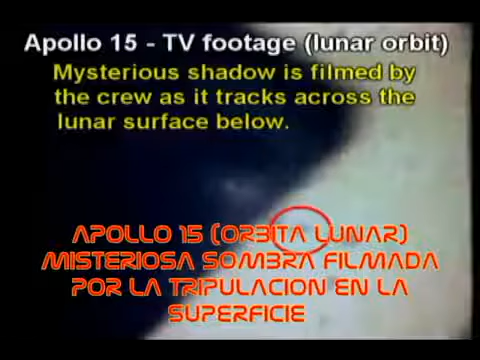 Apollo 15 - TV footage (lunar orbit)
Mysterious shadow is filmed by
the crew as it tracks across the
lunar surface below.
APOLLO 15 (ORBITA LUNAR)
MISTERIOSA SOMBRA FILMADA
POR LA TRIPULACION EN LA
SUPERFICIE